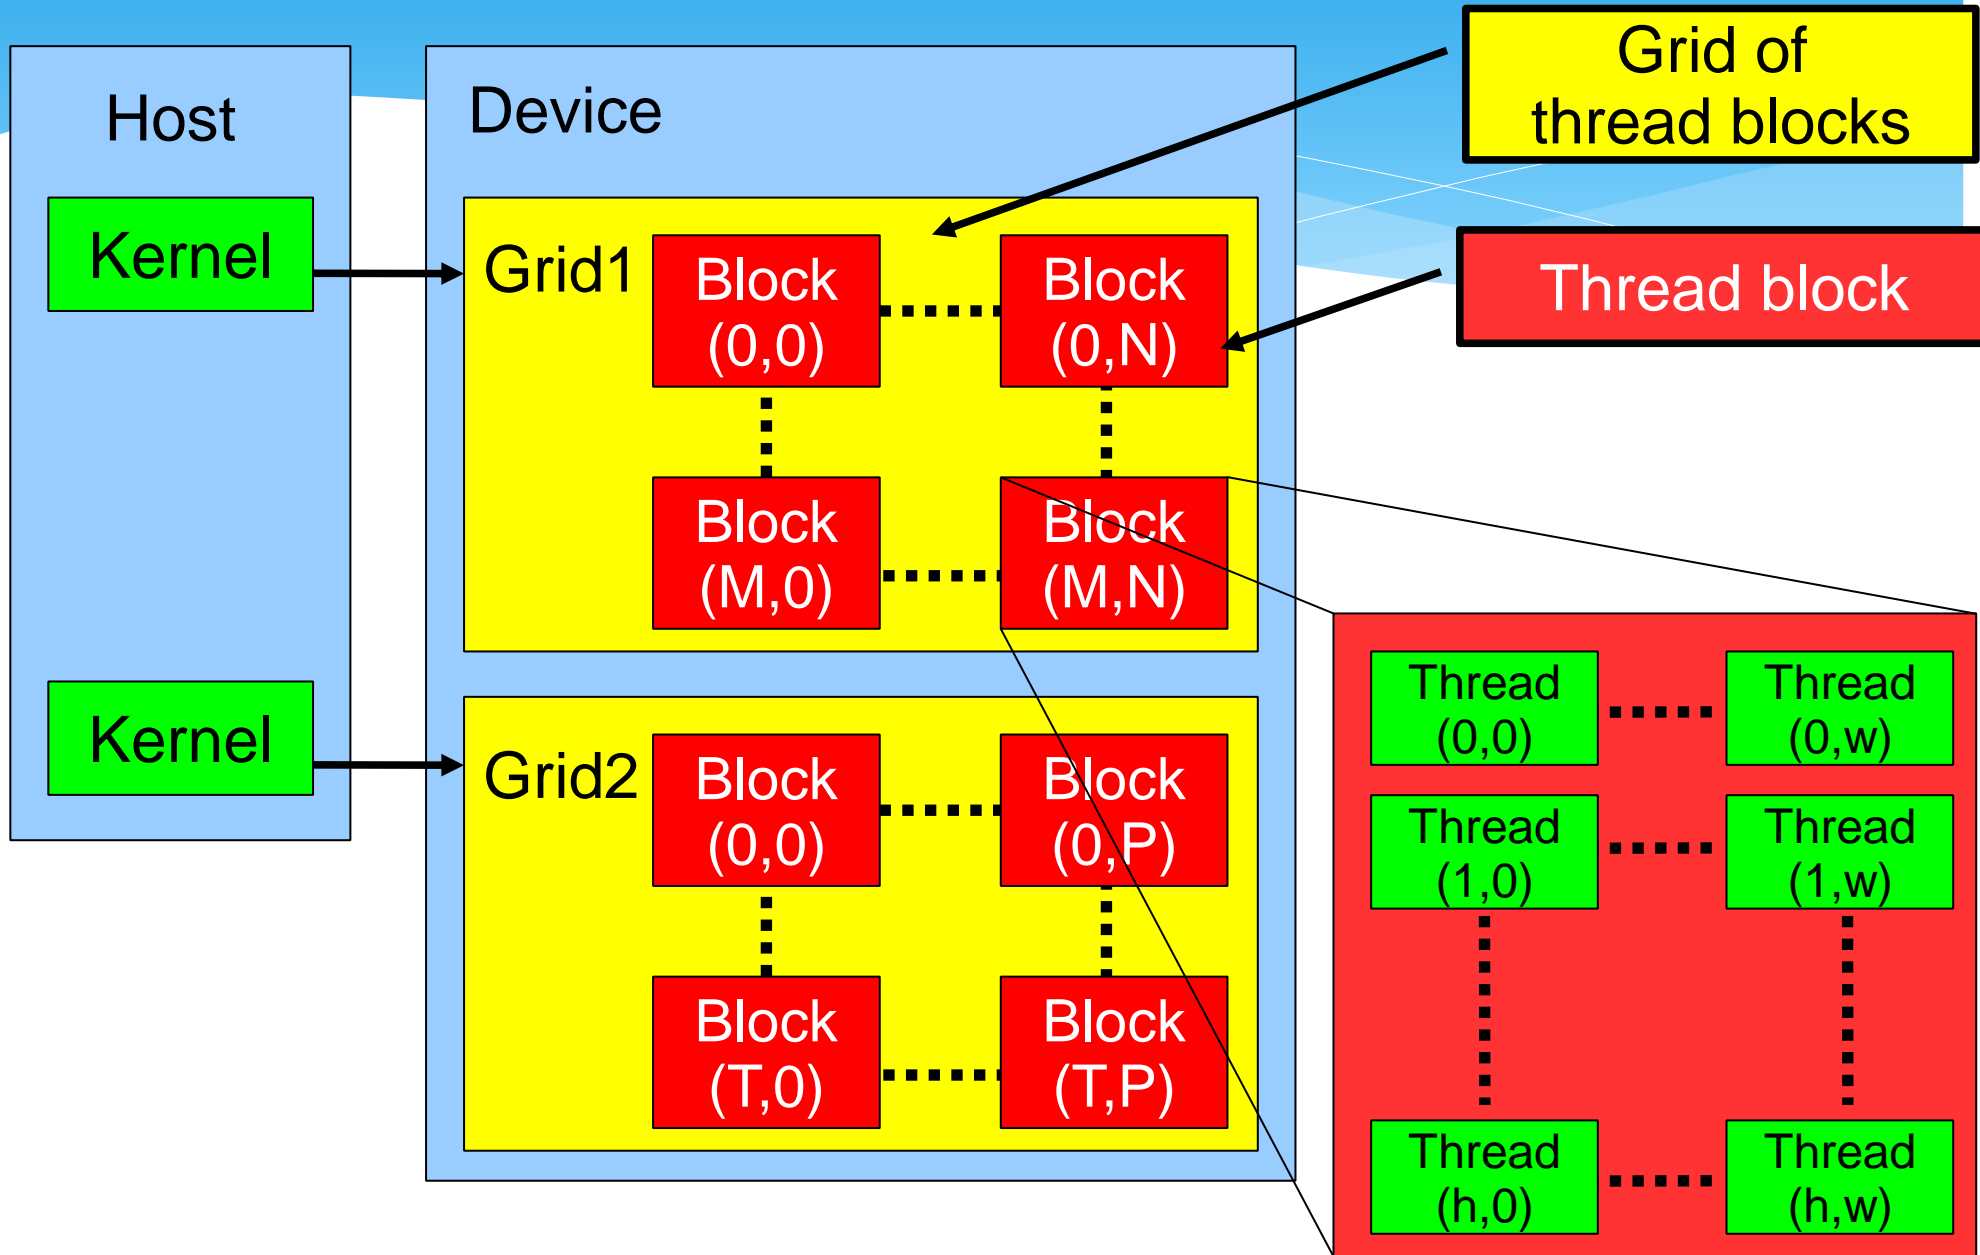 Host
Kernel
Kernel
Device
Grid1
Block
(0,0)
Block
(0,N)
Block
(M,0)
Block
(M,N)
Grid2
Block
(0,0)
Block
(0,P)
Block
(T,0)
Block
(T,P)
Grid of
thread blocks
Thread block
Thread
(0,0)
Thread
(0,w)
Thread
(1,0)
Thread
(1,w)
Thread
(h,0)
Thread
(h,w)